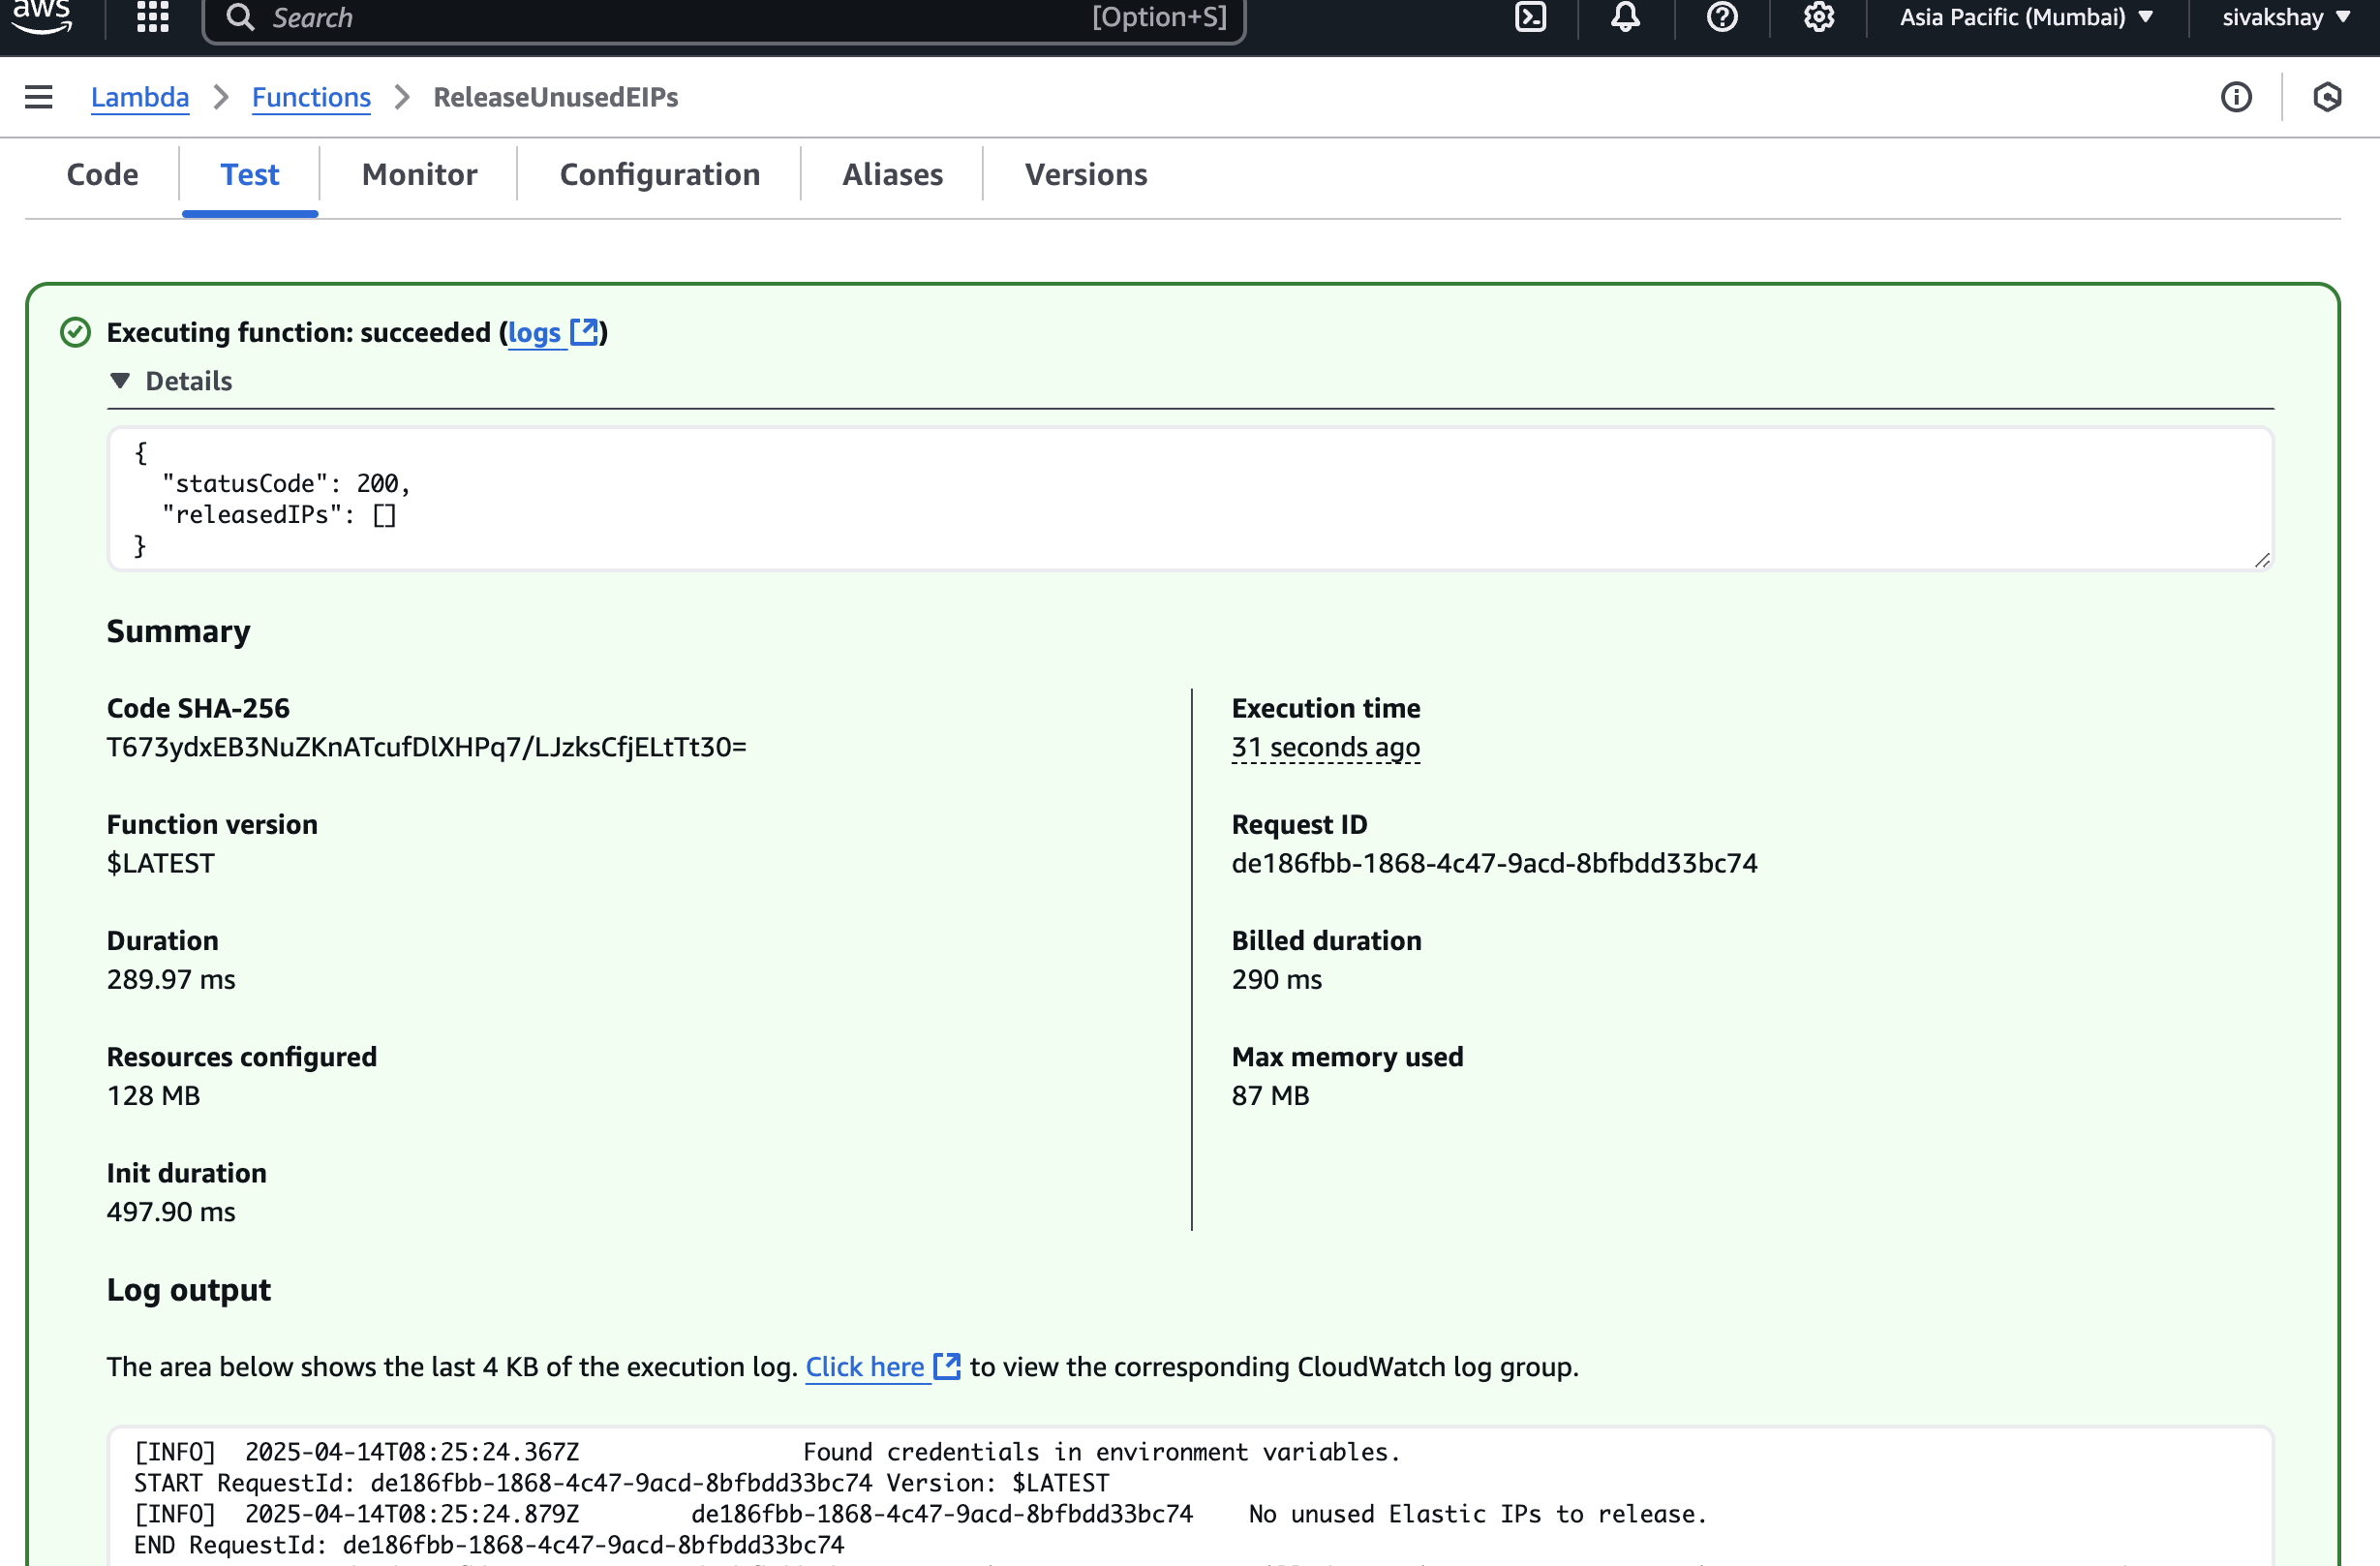 aws Search [Option+S] Asia Pacific (Mumbai) sivakshay
Lambda Functions ReleaseUnusedEIPs
Code Test Monitor Configuration Aliases Versions
Executing function: succeeded (logs)
Details
{
"statusCode": 200,
"releasedIPs": []
}
Summary
Code SHA-256
T673ydxEB3NuZKnATcufDlXHPq7/LJzksCfjELtTt30=
Execution time
31 seconds ago
Function version
$LATEST
Request ID
de186fbb-1868-4c47-9acd-8bfbdd33bc74
Duration
289.97 ms
Billed duration
290 ms
Resources configured
128 MB
Max memory used
87 MB
Init duration
497.90 ms
Log output
The area below shows the last 4 KB of the execution log. Click here to view the corresponding CloudWatch log group.
[INFO] 2025-04-14T08:25:24.367Z Found credentials in environment variables.
START RequestId: de186fbb-1868-4c47-9acd-8bfbdd33bc74 Version: $LATEST
[INFO] 2025-04-14T08:25:24.879Z de186fbb-1868-4c47-9acd-8bfbdd33bc74 No unused Elastic IPs to release.
END RequestId: de186fbb-1868-4c47-9acd-8bfbdd33bc74